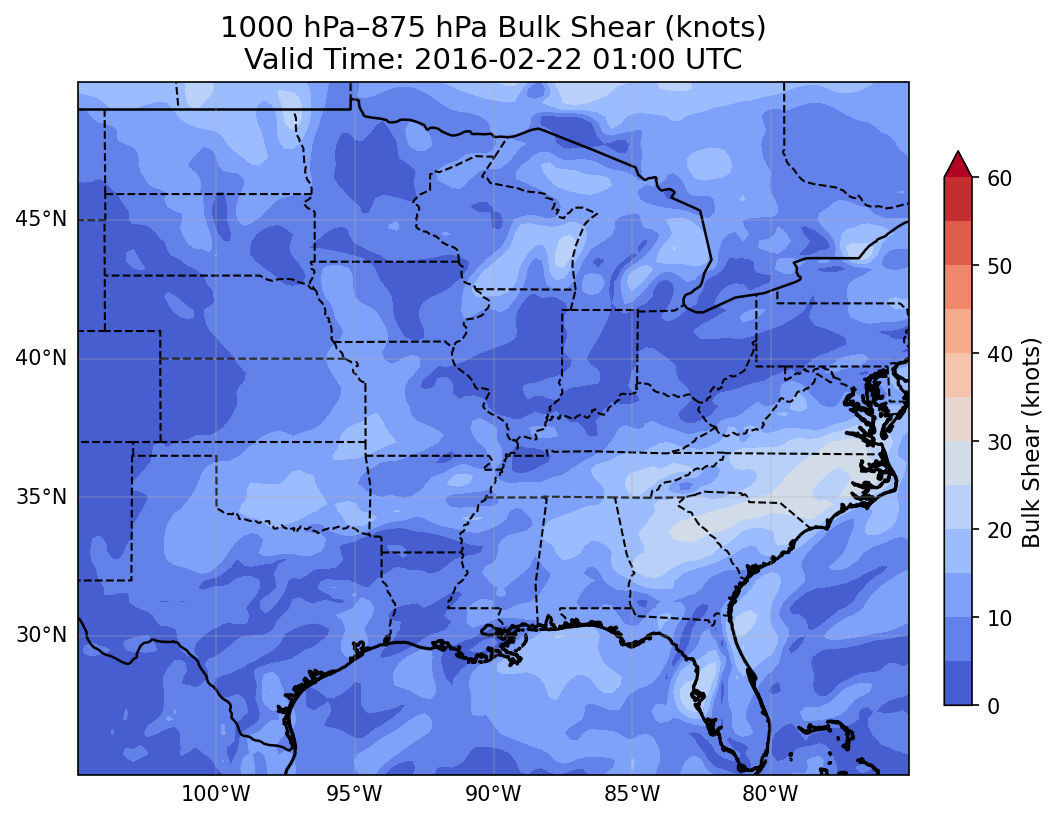 1000 hPa–875 hPa Bulk Shear (knots)
Valid Time: 2016-02-22 01:00 UTC
45°N
40°N
35°N
30°N
100°W
95°W
90°W
85°W
80°W
60
50
40
30
20
10
0
Bulk Shear (knots)